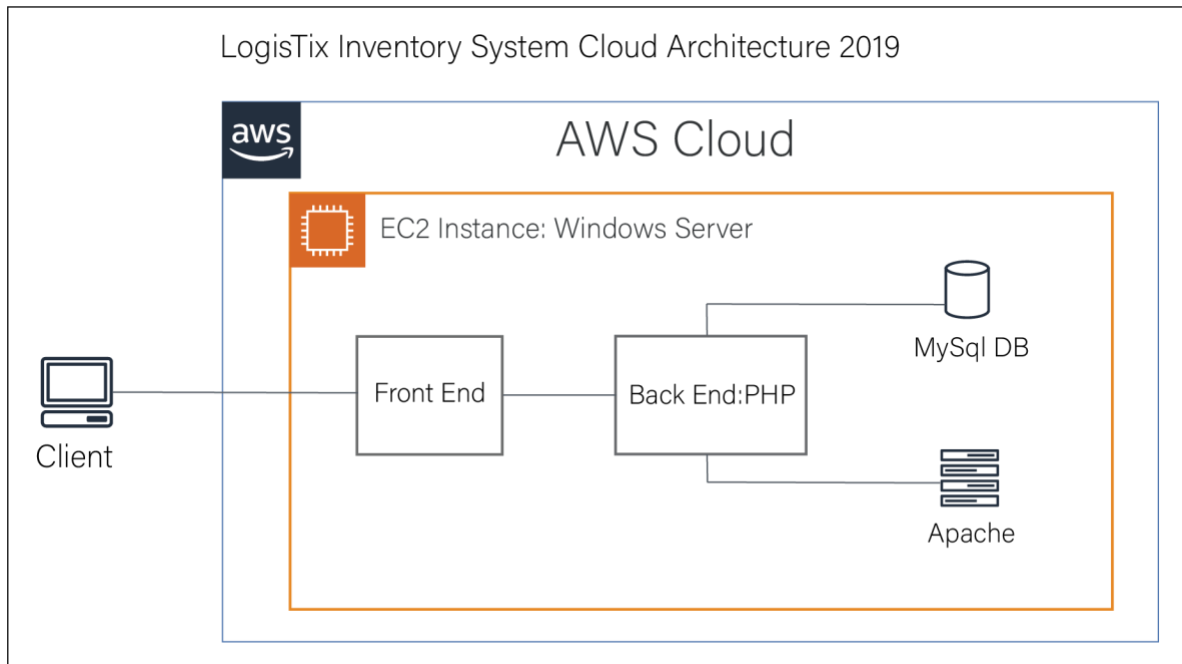 LogisTix Inventory System Cloud Architecture 2019
aws
AWS Cloud
EC2 Instance: Windows Server
MySql DB
Front End
Back End:PHP
Client
Apache